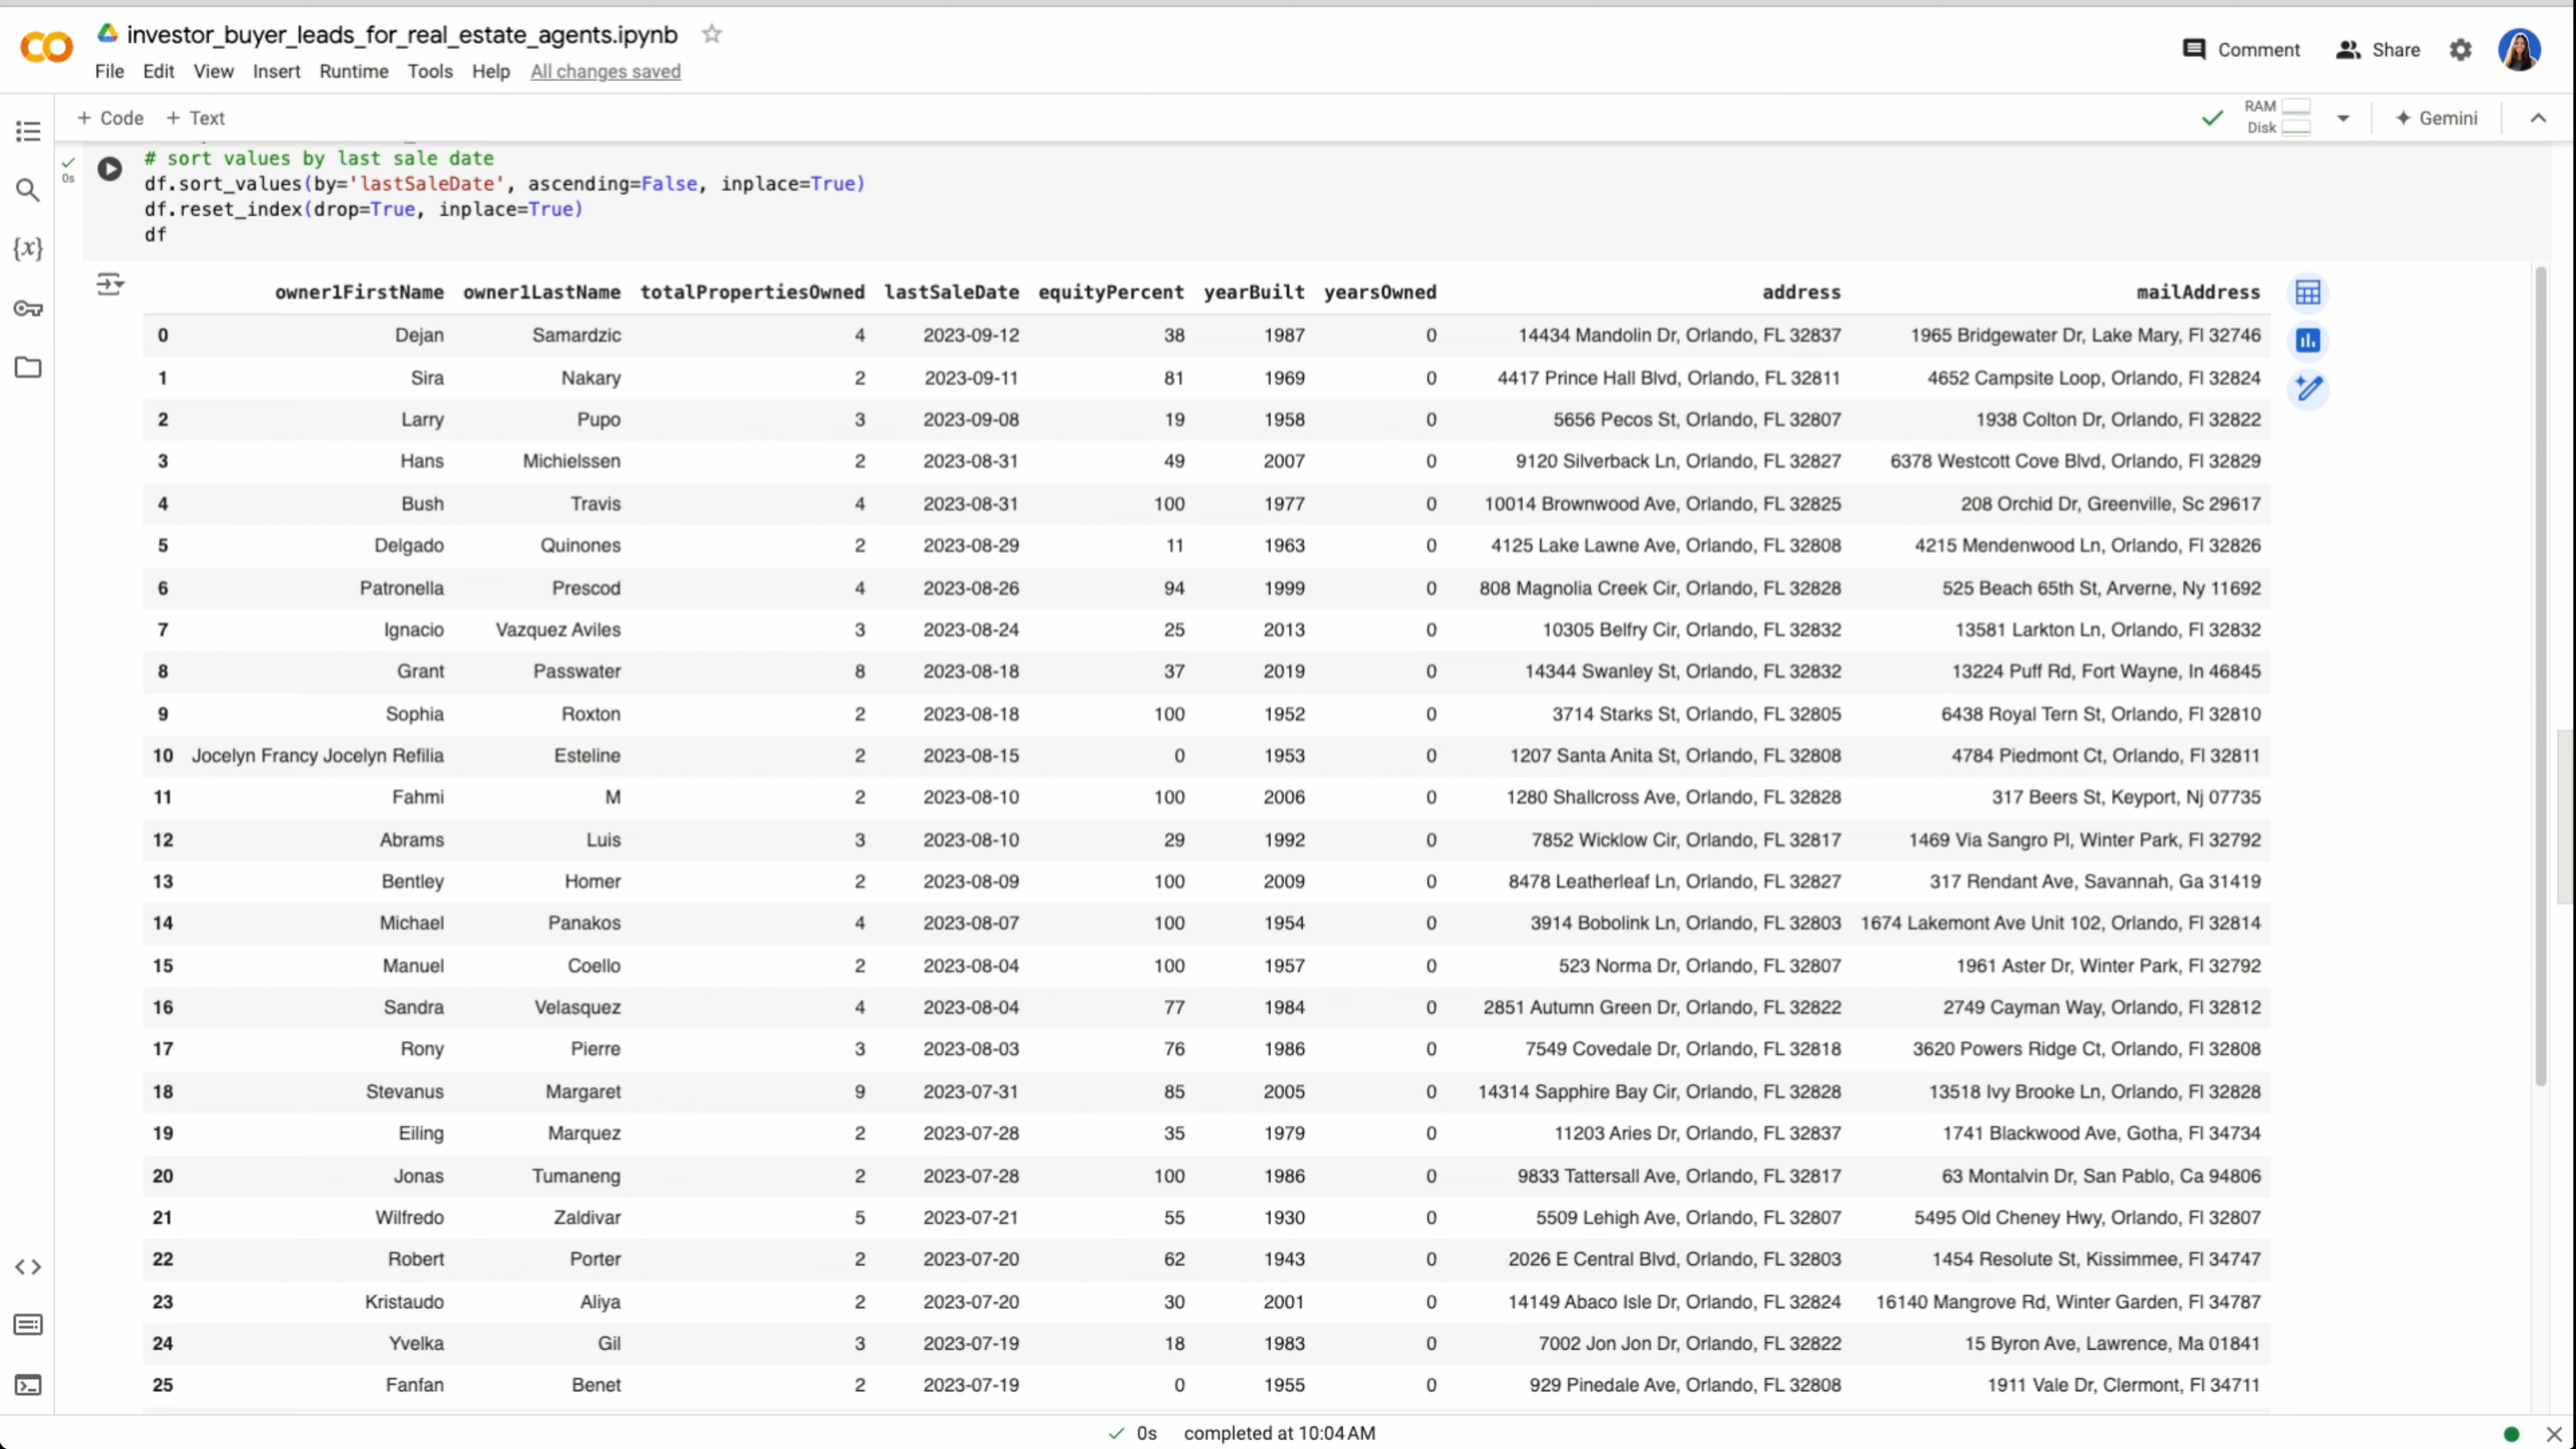 investor_buyer_leads_for_real_estate_agents.ipynb
File Edit View Insert Runtime Tools Help All changes saved
Comment Share
+ Code + Text
RAM
Disk
Gemini
# sort values by last sale date
0s
df.sort_values(by='lastSaleDate', ascending=False, inplace=True)
df.reset_index(drop=True, inplace=True)
df
{x}
owner1FirstName owner1LastName totalPropertiesOwned lastSaleDate equityPercent yearBuilt yearsOwned address mailAddress
0 Dejan Samardzic 4 2023-09-12 38 1987 0 14434 Mandolin Dr, Orlando, FL 32837 1965 Bridgewater Dr, Lake Mary, Fl 32746
1 Sira Nakary 2 2023-09-11 81 1969 0 4417 Prince Hall Blvd, Orlando, FL 32811 4652 Campsite Loop, Orlando, Fl 32824
2 Larry Pupo 3 2023-09-08 19 1958 0 5656 Pecos St, Orlando, FL 32807 1938 Colton Dr, Orlando, Fl 32822
3 Hans Michielssen 2 2023-08-31 49 2007 0 9120 Silverback Ln, Orlando, FL 32827 6378 Westcott Cove Blvd, Orlando, Fl 32829
4 Bush Travis 4 2023-08-31 100 1977 0 10014 Brownwood Ave, Orlando, FL 32825 208 Orchid Dr, Greenville, Sc 29617
5 Delgado Quinones 2 2023-08-29 11 1963 0 4125 Lake Lawne Ave, Orlando, FL 32808 4215 Mendenwood Ln, Orlando, Fl 32826
6 Patronella Prescod 4 2023-08-26 94 1999 0 808 Magnolia Creek Cir, Orlando, FL 32828 525 Beach 65th St, Arverne, Ny 11692
7 Ignacio Vazquez Aviles 3 2023-08-24 25 2013 0 10305 Belfry Cir, Orlando, FL 32832 13581 Larkton Ln, Orlando, Fl 32832
8 Grant Passwater 8 2023-08-18 37 2019 0 14344 Swanley St, Orlando, FL 32832 13224 Puff Rd, Fort Wayne, In 46845
9 Sophia Roxton 2 2023-08-18 100 1952 0 3714 Starks St, Orlando, FL 32805 6438 Royal Tern St, Orlando, Fl 32810
10 Jocelyn Francy Jocelyn Refilia Esteline 2 2023-08-15 0 1953 0 1207 Santa Anita St, Orlando, FL 32808 4784 Piedmont Ct, Orlando, Fl 32811
11 Fahmi M 2 2023-08-10 100 2006 0 1280 Shallcross Ave, Orlando, FL 32828 317 Beers St, Keyport, Nj 07735
12 Abrams Luis 3 2023-08-10 29 1992 0 7852 Wicklow Cir, Orlando, FL 32817 1469 Via Sangro Pl, Winter Park, Fl 32792
13 Bentley Homer 2 2023-08-09 100 2009 0 8478 Leatherleaf Ln, Orlando, FL 32827 317 Rendant Ave, Savannah, Ga 31419
14 Michael Panakos 4 2023-08-07 100 1954 0 3914 Bobolink Ln, Orlando, FL 32803 1674 Lakemont Ave Unit 102, Orlando, Fl 32814
15 Manuel Coello 2 2023-08-04 100 1957 0 523 Norma Dr, Orlando, FL 32807 1961 Aster Dr, Winter Park, Fl 32792
16 Sandra Velasquez 4 2023-08-04 77 1984 0 2851 Autumn Green Dr, Orlando, FL 32822 2749 Cayman Way, Orlando, Fl 32812
17 Rony Pierre 3 2023-08-03 76 1986 0 7549 Covedale Dr, Orlando, FL 32818 3620 Powers Ridge Ct, Orlando, Fl 32808
18 Stevanus Margaret 9 2023-07-31 85 2005 0 14314 Sapphire Bay Cir, Orlando, FL 32828 13518 Ivy Brooke Ln, Orlando, Fl 32828
19 Eiling Marquez 2 2023-07-28 35 1979 0 11203 Aries Dr, Orlando, FL 32837 1741 Blackwood Ave, Gotha, Fl 34734
20 Jonas Tumaneng 2 2023-07-28 100 1986 0 9833 Tattersall Ave, Orlando, FL 32817 63 Montalvin Dr, San Pablo, Ca 94806
21 Wilfredo Zaldivar 5 2023-07-21 55 1930 0 5509 Lehigh Ave, Orlando, FL 32807 5495 Old Cheney Hwy, Orlando, Fl 32807
22 Robert Porter 2 2023-07-20 62 1943 0 2026 E Central Blvd, Orlando, FL 32803 1454 Resolute St, Kissimmee, Fl 34747
23 Kristaudo Aliya 2 2023-07-20 30 2001 0 14149 Abaco Isle Dr, Orlando, FL 32824 16140 Mangrove Rd, Winter Garden, Fl 34787
24 Yvelka Gil 3 2023-07-19 18 1983 0 7002 Jon Jon Dr, Orlando, FL 32822 15 Byron Ave, Lawrence, Ma 01841
25 Fanfan Benet 2 2023-07-19 0 1955 0 929 Pinedale Ave, Orlando, FL 32808 1911 Vale Dr, Clermont, Fl 34711
0s completed at 10:04 AM